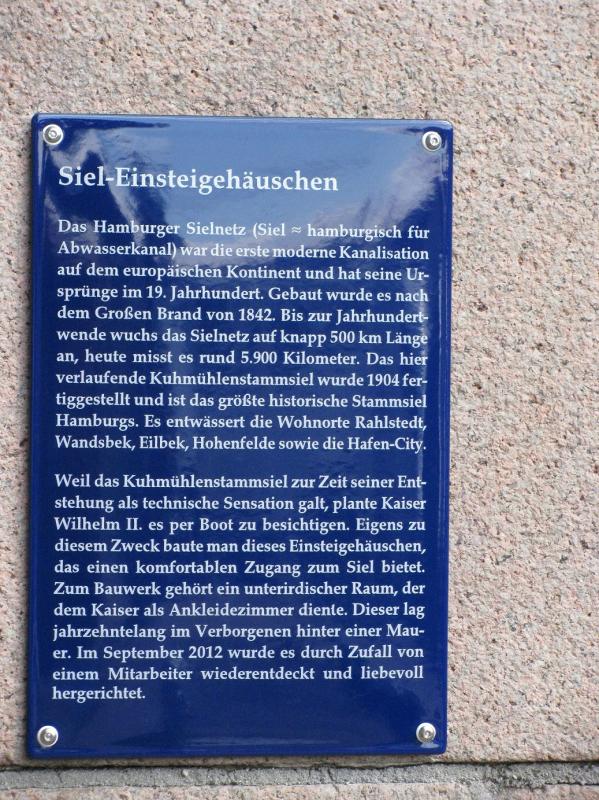 Siel-Einsteigehäuschen
Das Hamburger Sielnetz (Siel ≈ hamburgisch für
Abwasserkanal) war die erste moderne Kanalisation
auf dem europäischen Kontinent und hat seine Ur-
sprünge im 19. Jahrhundert. Gebaut wurde es nach
dem Großen Brand von 1842. Bis zur Jahrhundert-
wende wuchs das Sielnetz auf knapp 500 km Länge
an, heute misst es rund 5.900 Kilometer. Das hier
verlaufende Kuhmühlenstammsiel wurde 1904 fer-
tiggestellt und ist das größte historische Stammsiel
Hamburgs. Es entwässert die Wohnorte Rahlstedt,
Wandsbek, Eilbek, Hohenfelde sowie die Hafen-City.
Weil das Kuhmühlenstammsiel zur Zeit seiner Ent-
stehung als technische Sensation galt, plante Kaiser
Wilhelm II. es per Boot zu besichtigen. Eigens zu
diesem Zweck baute man dieses Einsteigehäuschen,
das einen komfortablen Zugang zum Siel bietet.
Zum Bauwerk gehört ein unterirdischer Raum, der
dem Kaiser als Ankleidezimmer diente. Dieser lag
jahrzehntelang im Verborgenen hinter einer Mau-
er. Im September 2012 wurde es durch Zufall von
einem Mitarbeiter wiederentdeckt und liebevoll
hergerichtet.